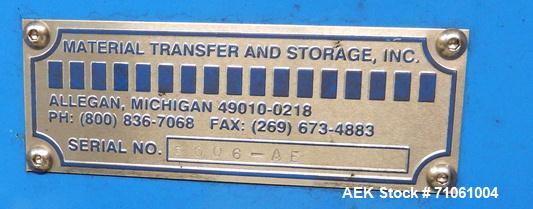 MATERIAL TRANSFER AND STORAGE, INC.
ALLEGAN, MICHIGAN 49010-0218
PH: (800) 836-7068 FAX: (269) 673-4883
SERIAL NO.
AEK Stock # 71061004